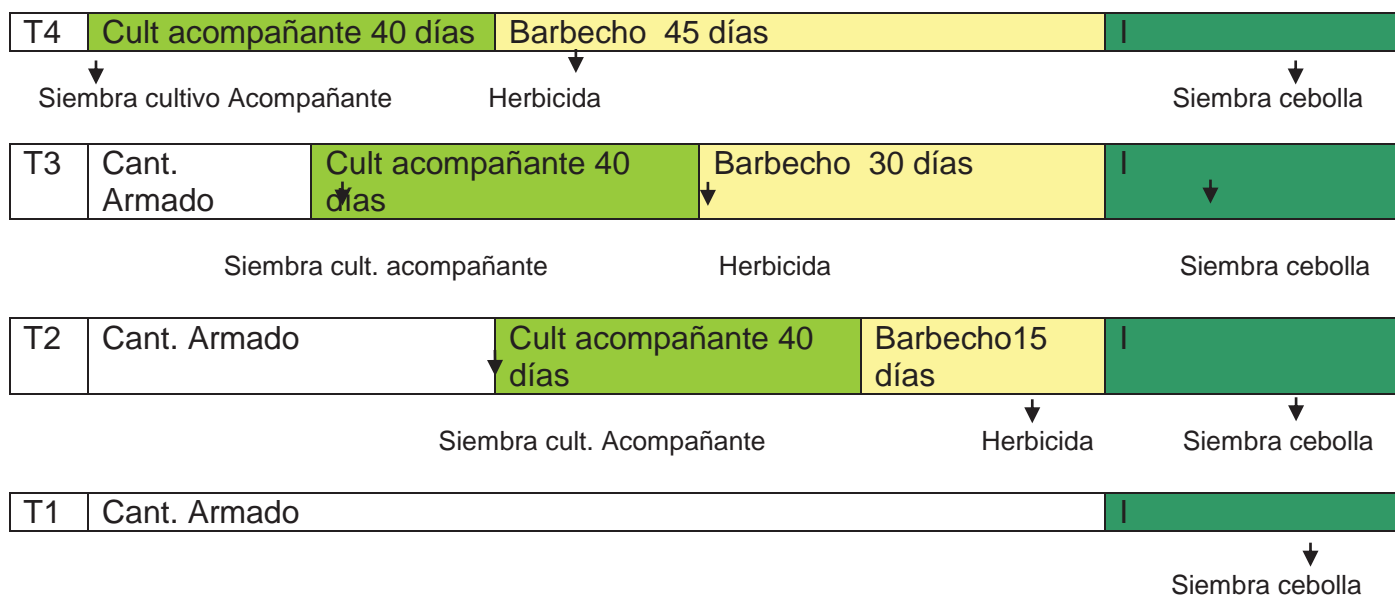 T4 Cult acompañante 40 días Barbecho 45 días I
Siembra cultivo Acompañante Herbicida Siembra cebolla
T3 Cant. Armado Cult acompañante 40 días Barbecho 30 días I
Siembra cult. acompañante Herbicida Siembra cebolla
T2 Cant. Armado Cult acompañante 40 días Barbecho15 días I
Siembra cult. Acompañante Herbicida Siembra cebolla
T1 Cant. Armado I
Siembra cebolla